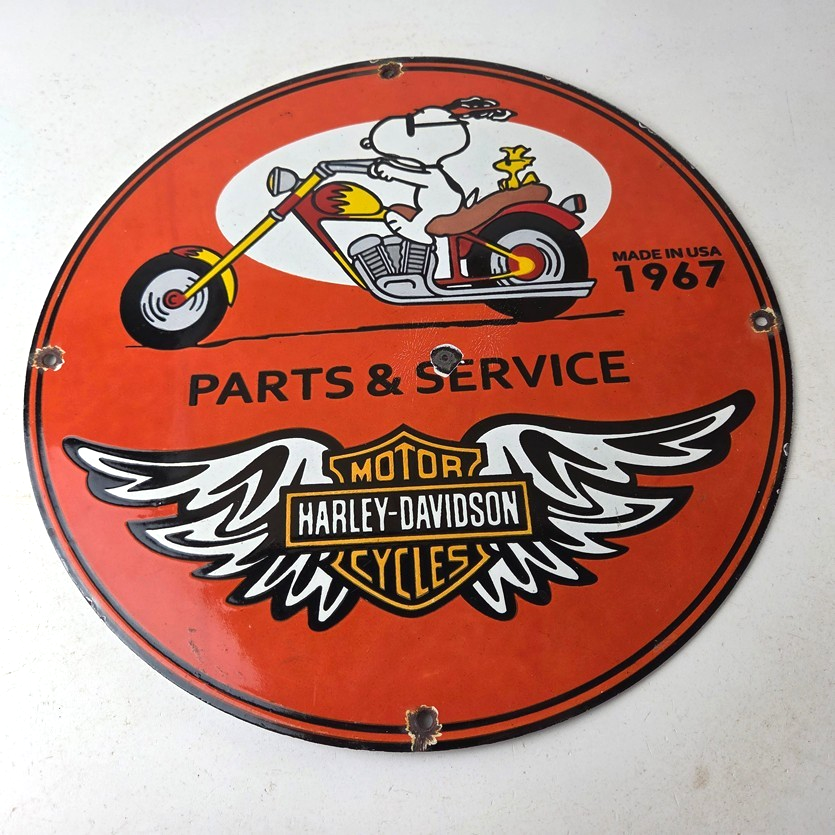 MADE IN USA
1967
PARTS & SERVICE
MOTOR
HARLEY-DAVIDSON
CYCLES